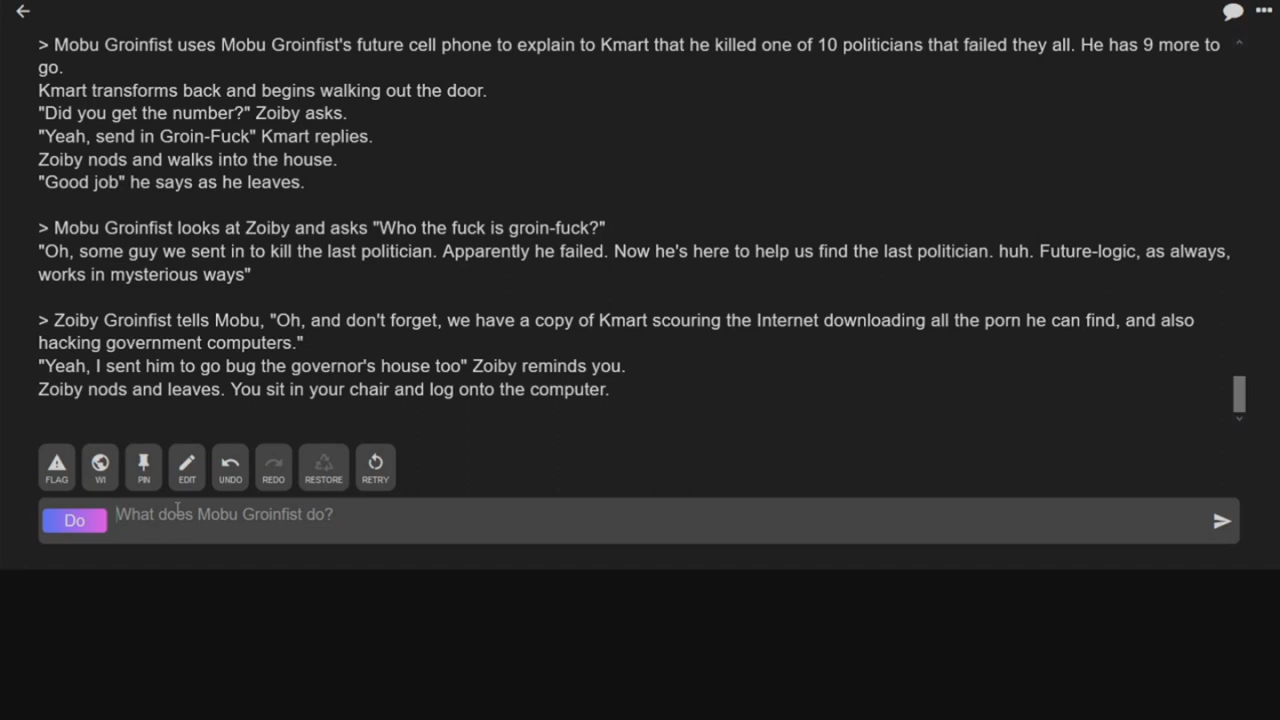 > Mobu Groinfist uses Mobu Groinfist's future cell phone to explain to Kmart that he killed one of 10 politicians that failed they all. He has 9 more to
go.
Kmart transforms back and begins walking out the door.
"Did you get the number?" Zoiby asks.
"Yeah, send in Groin-Fuck" Kmart replies.
Zoiby nods and walks into the house.
"Good job" he says as he leaves.
> Mobu Groinfist looks at Zoiby and asks "Who the fuck is groin-fuck?"
"Oh, some guy we sent in to kill the last politician. Apparently he failed. Now he's here to help us find the last politician. huh. Future-logic, as always,
works in mysterious ways"
> Zoiby Groinfist tells Mobu, "Oh, and don't forget, we have a copy of Kmart scouring the Internet downloading all the porn he can find, and also
hacking government computers."
"Yeah, I sent him to go bug the governor's house too" Zoiby reminds you.
Zoiby nods and leaves. You sit in your chair and log onto the computer.
FLAG WI PIN EDIT UNDO REDO RESTORE RETRY
Do What does Mobu Groinfist do?